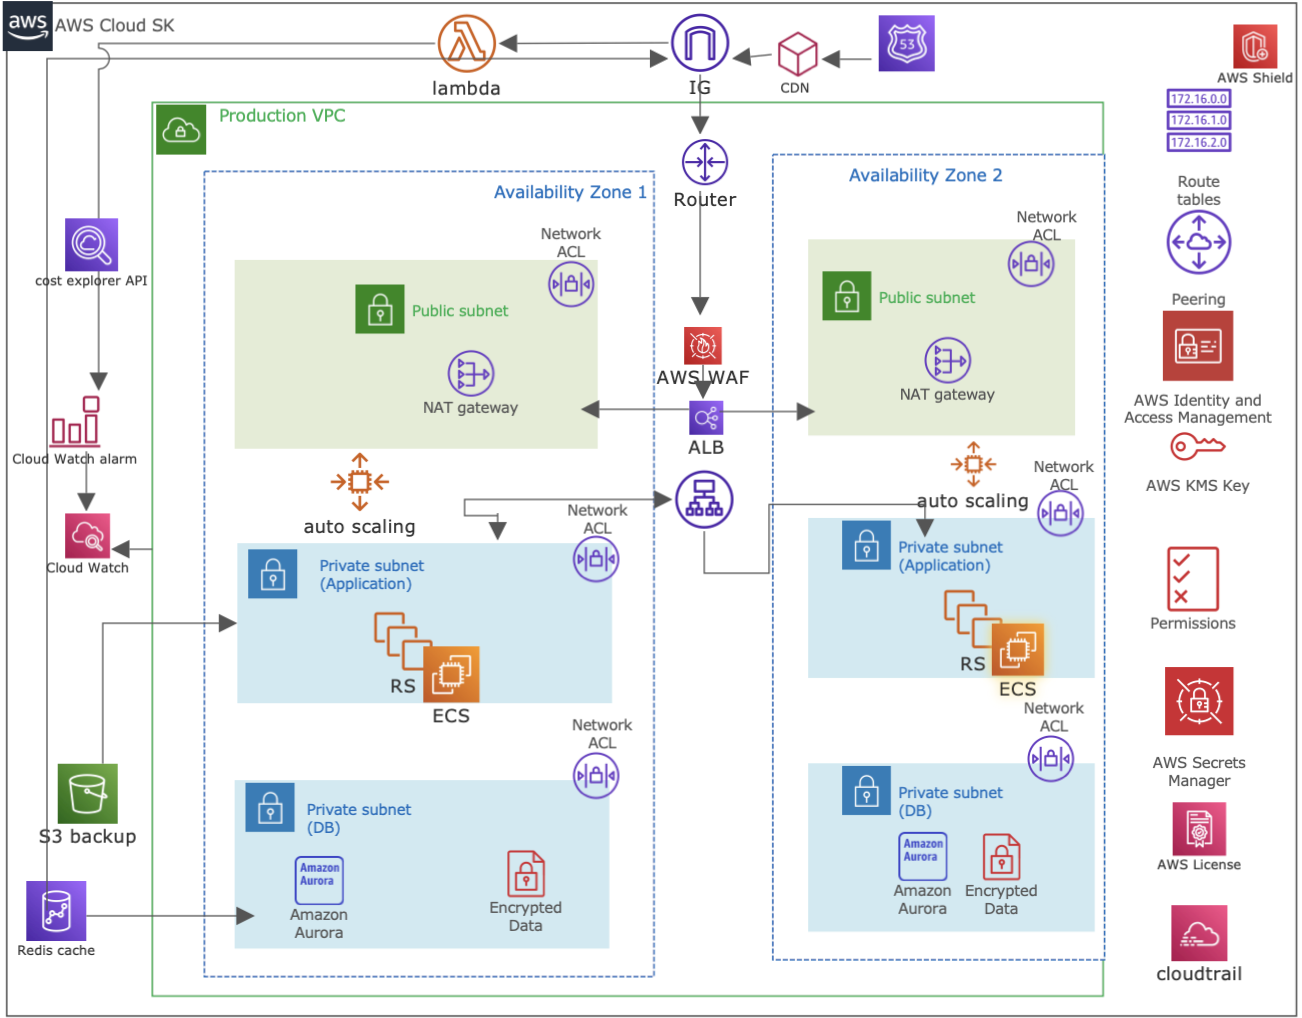 aws
AWS Cloud SK
lambda
IG
CDN
53
AWS Shield
172.16.0.0
172.16.1.0
172.16.2.0
Route
tables
Production VPC
Router
Availability Zone 1
Availability Zone 2
Network
ACL
Network
ACL
cost explorer API
Public subnet
Public subnet
Peering
NAT gateway
NAT gateway
AWS WAF
ALB
AWS Identity and
Access Management
Cloud Watch alarm
AWS KMS Key
auto scaling
auto scaling
Network
ACL
Network
ACL
Cloud Watch
Private subnet
(Application)
Private subnet
(Application)
Permissions
RS
ECS
RS
ECS
Network
ACL
Network
ACL
AWS Secrets
Manager
S3 backup
Private subnet
(DB)
Private subnet
(DB)
Amazon
Aurora
Amazon
Aurora
Encrypted
Data
Amazon
Aurora
Amazon
Aurora
Encrypted
Data
AWS License
Redis cache
cloudtrail